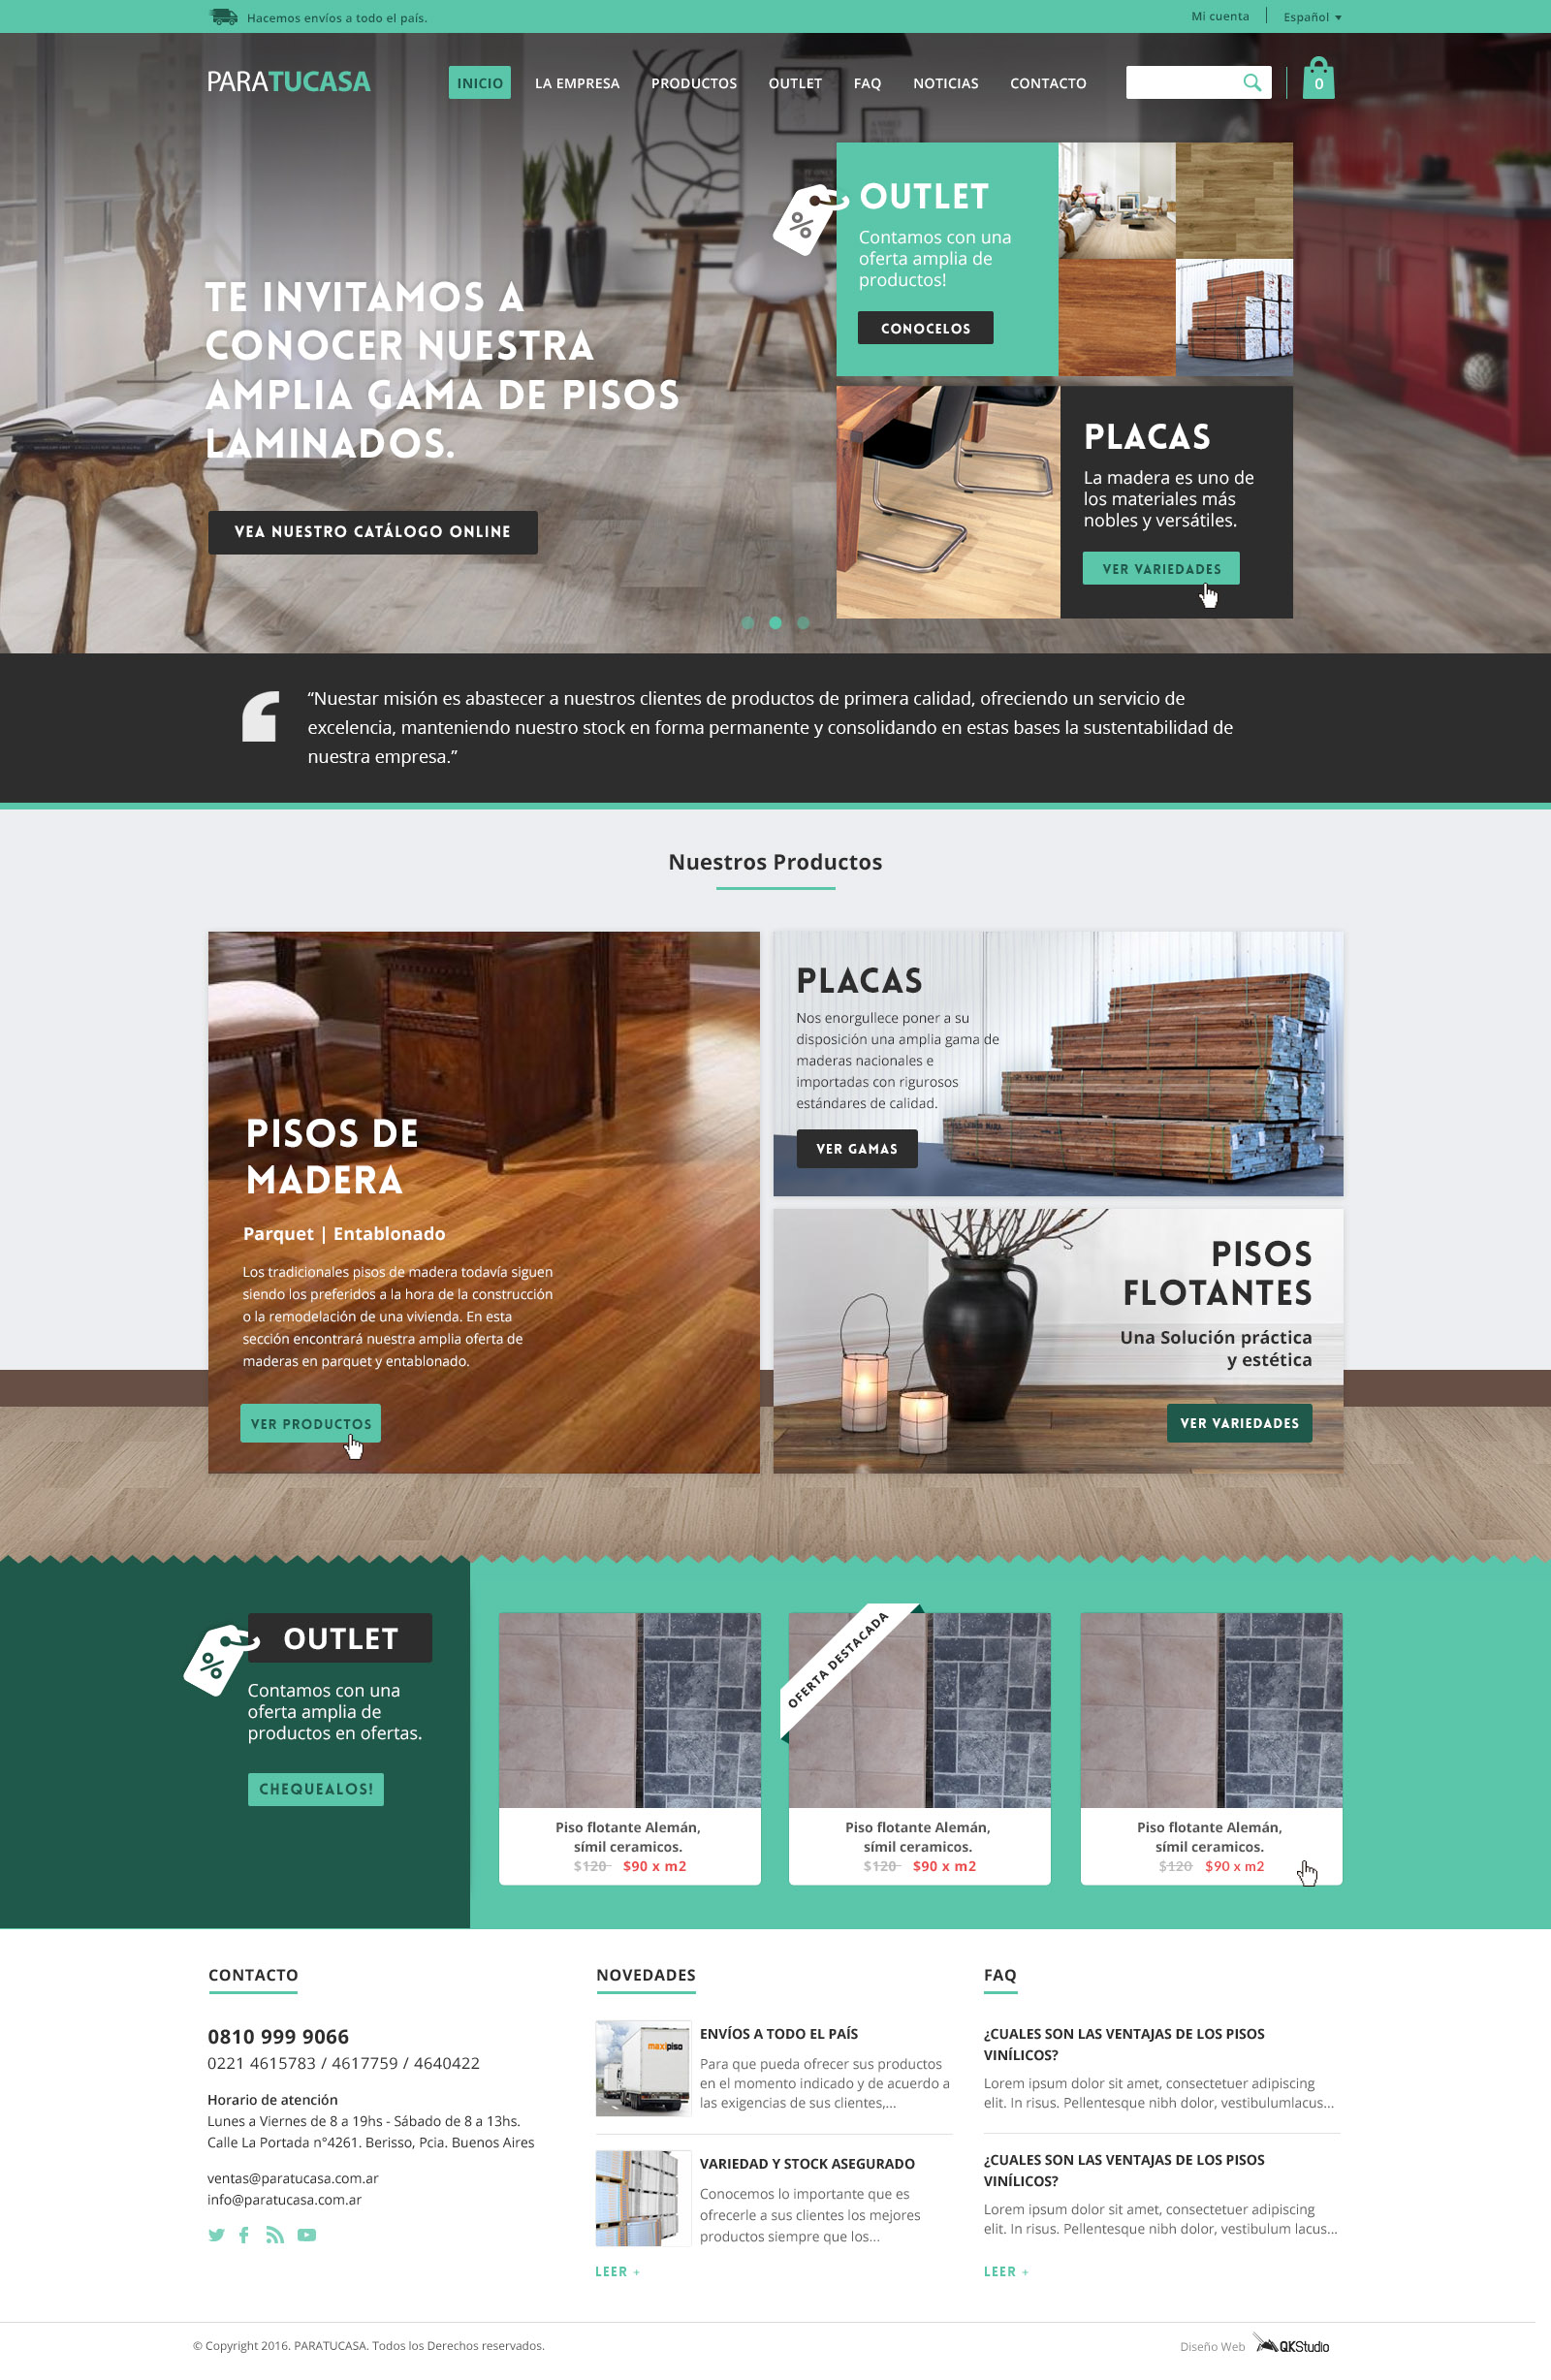 Hacemos envíos a todo el país.
Mi cuenta
Español
PARATUCASA
INICIO
LA EMPRESA
PRODUCTOS
OUTLET
FAQ
NOTICIAS
CONTACTO
0
TE INVITAMOS A
CONOCER NUESTRA
AMPLIA GAMA DE PISOS
LAMINADOS.
VEA NUESTRO CATÁLOGO ONLINE
%
OUTLET
Contamos con una
oferta amplia de
productos!
CONOCELOS
PLACAS
La madera es uno de
los materiales más
nobles y versátiles.
VER VARIEDADES
“Nuestar misión es abastecer a nuestros clientes de productos de primera calidad, ofreciendo un servicio de
excelencia, manteniendo nuestro stock en forma permanente y consolidando en estas bases la sustentabilidad de
nuestra empresa.”
Nuestros Productos
PISOS DE
MADERA
Parquet | Entablonado
Los tradicionales pisos de madera todavía siguen
siendo los preferidos a la hora de la construcción
o la remodelación de una vivienda. En esta
sección encontrará nuestra amplia oferta de
maderas en parquet y entablonado.
VER PRODUCTOS
PLACAS
Nos enorgullece poner a su
disposición una amplia gama de
maderas nacionales e
importadas con rigurosos
estándares de calidad.
VER GAMAS
PISOS
FLOTANTES
Una Solución práctica
y estética
VER VARIEDADES
%
OUTLET
Contamos con una
oferta amplia de
productos en ofertas.
CHEQUEALOS!
Piso flotante Alemán,
símil ceramicos.
$120 $90 x m2
OFERTA DESTACADA
Piso flotante Alemán,
símil ceramicos.
$120 $90 x m2
Piso flotante Alemán,
símil ceramicos.
$120 $90 x m2
CONTACTO
0810 999 9066
0221 4615783 / 4617759 / 4640422
Horario de atención
Lunes a Viernes de 8 a 19hs - Sábado de 8 a 13hs.
Calle La Portada n°4261. Berisso, Pcia. Buenos Aires
ventas@paratucasa.com.ar
info@paratucasa.com.ar
NOVEDADES
maxipiso
ENVÍOS A TODO EL PAÍS
Para que pueda ofrecer sus productos
en el momento indicado y de acuerdo a
las exigencias de sus clientes,...
VARIEDAD Y STOCK ASEGURADO
Conocemos lo importante que es
ofrecerle a sus clientes los mejores
productos siempre que los...
LEER +
FAQ
¿CUALES SON LAS VENTAJAS DE LOS PISOS
VINÍLICOS?
Lorem ipsum dolor sit amet, consectetuer adipiscing
elit. In risus. Pellentesque nibh dolor, vestibulumlacus...
¿CUALES SON LAS VENTAJAS DE LOS PISOS
VINÍLICOS?
Lorem ipsum dolor sit amet, consectetuer adipiscing
elit. In risus. Pellentesque nibh dolor, vestibulum lacus...
LEER +
© Copyright 2016. PARATUCASA. Todos los Derechos reservados.
Diseño Web
QKStudio